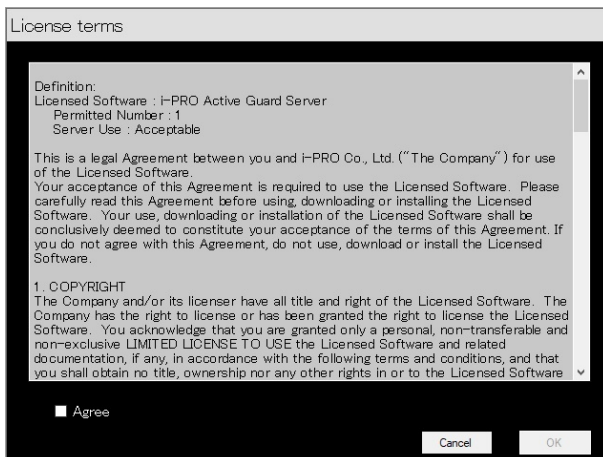 License terms
Definition:
Licensed Software : i-PRO Active Guard Server
Permitted Number : 1
Server Use : Acceptable
This is a legal Agreement between you and i-PRO Co., Ltd. ("The Company") for use
of the Licensed Software.
Your acceptance of this Agreement is required to use the Licensed Software. Please
carefully read this Agreement before using, downloading or installing the Licensed
Software. Your use, downloading or installation of the Licensed Software shall be
conclusively deemed to constitute your acceptance of the terms of this Agreement. If
you do not agree with this Agreement, do not use, download or install the Licensed
Software.
1. COPYRIGHT
The Company and/or its licenser have all title and right of the Licensed Software. The
Company has the right to license or has been granted the right to license the Licensed
Software. You acknowledge that you are granted only a personal, non-transferable and
non-exclusive LIMITED LICENSE TO USE the Licensed Software and related
documentation, if any, in accordance with the following terms and conditions, and that
you shall obtain no title, ownership nor any other rights in or to the Licensed Software
Agree
Cancel
OK